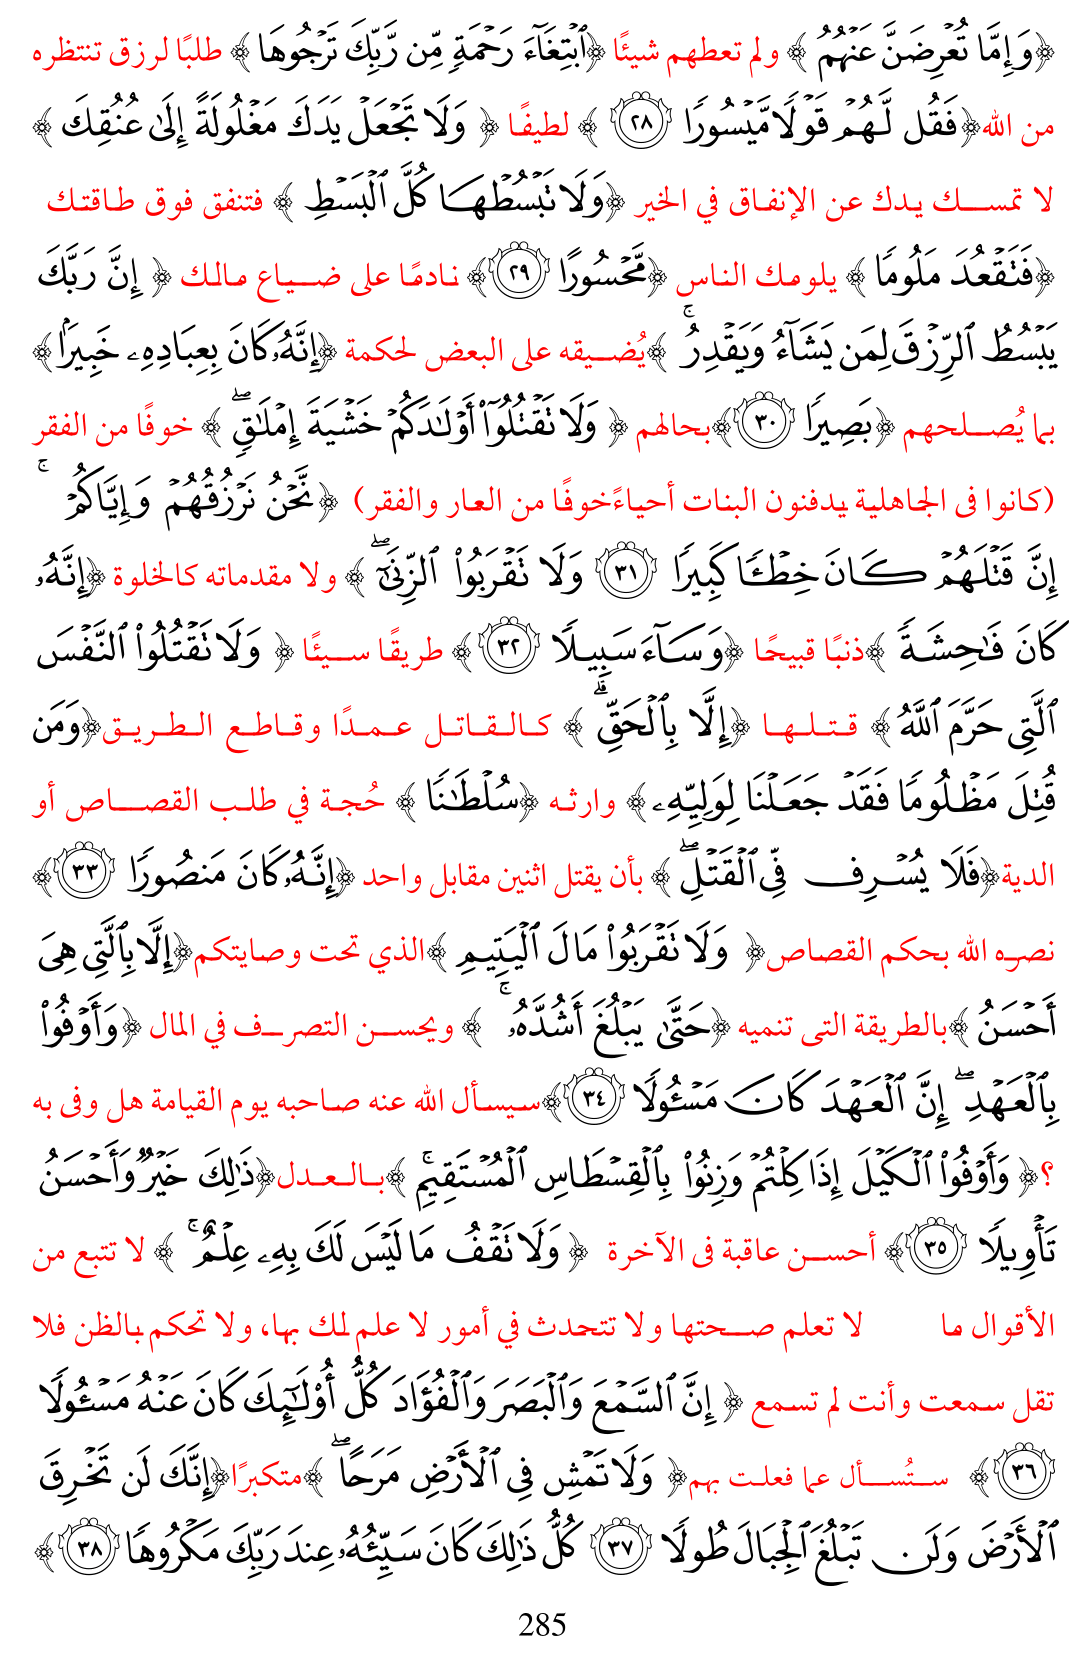 ﴿وَإِمَّا تُعۡرِضَنَّ عَنۡهُمُ ﴾ ولم تعطهم شيئًا ﴿ٱبۡتِغَآءَ رَحۡمَةٖ مِّن رَّبِّكَ تَرۡجُوهَا ﴾ طلبًا لرزق تنتظره
من الله﴿فَقُل لَّهُمۡ قَوۡلٗا مَّيۡسُورٗا ٢٨ ﴾ لطيفًا ﴿ وَلَا تَجۡعَلۡ يَدَكَ مَغۡلُولَةً إِلَىٰ عُنُقِكَ ﴾
لا تمسك يدك عن الإنفاق في الخير ﴿وَلَا تَبۡسُطۡهَا كُلَّ ٱلۡبَسۡطِ ﴾ فتنفق فوق طاقتك
﴿فَتَقۡعُدَ مَلُومٗا ﴾ يلومك الناس ﴿مَّحۡسُورًا ٢٩﴾ نادمًا على ضياع مالك ﴿ إِنَّ رَبَّكَ
يَبۡسُطُ ٱلرِّزۡقَ لِمَن يَشَآءُ وَيَقۡدِرُۚ ﴾يُضيقه على البعض لحكمة ﴿إِنَّهُۥ كَانَ بِعِبَادِهِۦ خَبِيرَۢا﴾
بما يُصلحهم ﴿بَصِيرٗا ٣٠﴾بحالهم ﴿ وَلَا تَقۡتُلُوٓاْ أَوۡلَٰدَكُمۡ خَشۡيَةَ إِمۡلَٰقٖۖ ﴾ خوفًا من الفقر
(كانوا فى الجاهلية يدفنون البنات أحياءًخوفًا من العار والفقر) ﴿نَّحۡنُ نَرۡزُقُهُمۡ وَإِيَّاكُمۡۚ
إِنَّ قَتۡلَهُمۡ كَانَ خِطۡـٔٗا كَبِيرٗا ٣١ وَلَا تَقۡرَبُواْ ٱلزِّنَىٰٓۖ ﴾ ولا مقدماته كالخلوة ﴿إِنَّهُۥ
كَانَ فَٰحِشَةٗ ﴾ذنبًا قبيحًا ﴿وَسَآءَ سَبِيلٗا ٣٢﴾ طريقًا سيئًا ﴿ وَلَا تَقۡتُلُواْ ٱلنَّفۡسَ
ٱلَّتِي حَرَّمَ ٱللَّهُ ﴾ قتلها ﴿إِلَّا بِٱلۡحَقِّۗ ﴾ كالقاتل عمدًا وقاطع الطريق﴿وَمَن
قُتِلَ مَظۡلُومٗا فَقَدۡ جَعَلۡنَا لِوَلِيِّهِۦ ﴾ وارثه ﴿سُلۡطَٰنٗا ﴾ حُجة في طلب القصاص أو
الدية﴿فَلَا يُسۡرِف فِّي ٱلۡقَتۡلِۖ ﴾ بأن يقتل اثنين مقابل واحد ﴿إِنَّهُۥ كَانَ مَنصُورٗا ٣٣﴾
نصره الله بحكم القصاص﴿ وَلَا تَقۡرَبُواْ مَالَ ٱلۡيَتِيمِ ﴾الذي تحت وصايتكم﴿إِلَّا بِٱلَّتِي هِيَ
أَحۡسَنُ ﴾بالطريقة التى تنميه ﴿حَتَّىٰ يَبۡلُغَ أَشُدَّهُۥۚ ﴾ ويحسن التصرف في المال ﴿وَأَوۡفُواْ
بِٱلۡعَهۡدِۖ إِنَّ ٱلۡعَهۡدَ كَانَ مَسۡـُٔولٗا ٣٤﴾سيسأل الله عنه صاحبه يوم القيامة هل وفى به
؟﴿ وَأَوۡفُواْ ٱلۡكَيۡلَ إِذَا كِلۡتُمۡ وَزِنُواْ بِٱلۡقِسۡطَاسِ ٱلۡمُسۡتَقِيمِۚ ﴾بالعدل﴿ذَٰلِكَ خَيۡرٞ وَأَحۡسَنُ
تَأۡوِيلٗا ٣٥﴾ أحسن عاقبة فى الآخرة ﴿ وَلَا تَقۡفُ مَا لَيۡسَ لَكَ بِهِۦ عِلۡمٌۚ ﴾ لا تتبع من
الأقوال ما لا تعلم صحتها ولا تتحدث في أمور لا علم لمك بها، ولا تحكم بالظن فلا
تقل سمعت وأنت لم تسمع ﴿ إِنَّ ٱلسَّمۡعَ وَٱلۡبَصَرَ وَٱلۡفُؤَادَ كُلُّ أُوْلَٰٓئِكَ كَانَ عَنۡهُ مَسۡـُٔولٗا
٣٦﴾ ستُسأل عما فعلت بهم﴿ وَلَا تَمۡشِ فِي ٱلۡأَرۡضِ مَرَحًاۖ ﴾متكبرًا﴿إِنَّكَ لَن تَخۡرِقَ
ٱلۡأَرۡضَ وَلَن تَبۡلُغَ ٱلۡجِبَالَ طُولٗا ٣٧ كُلُّ ذَٰلِكَ كَانَ سَيِّئُهُۥ عِندَ رَبِّكَ مَكۡرُوهٗا ٣٨﴾
285